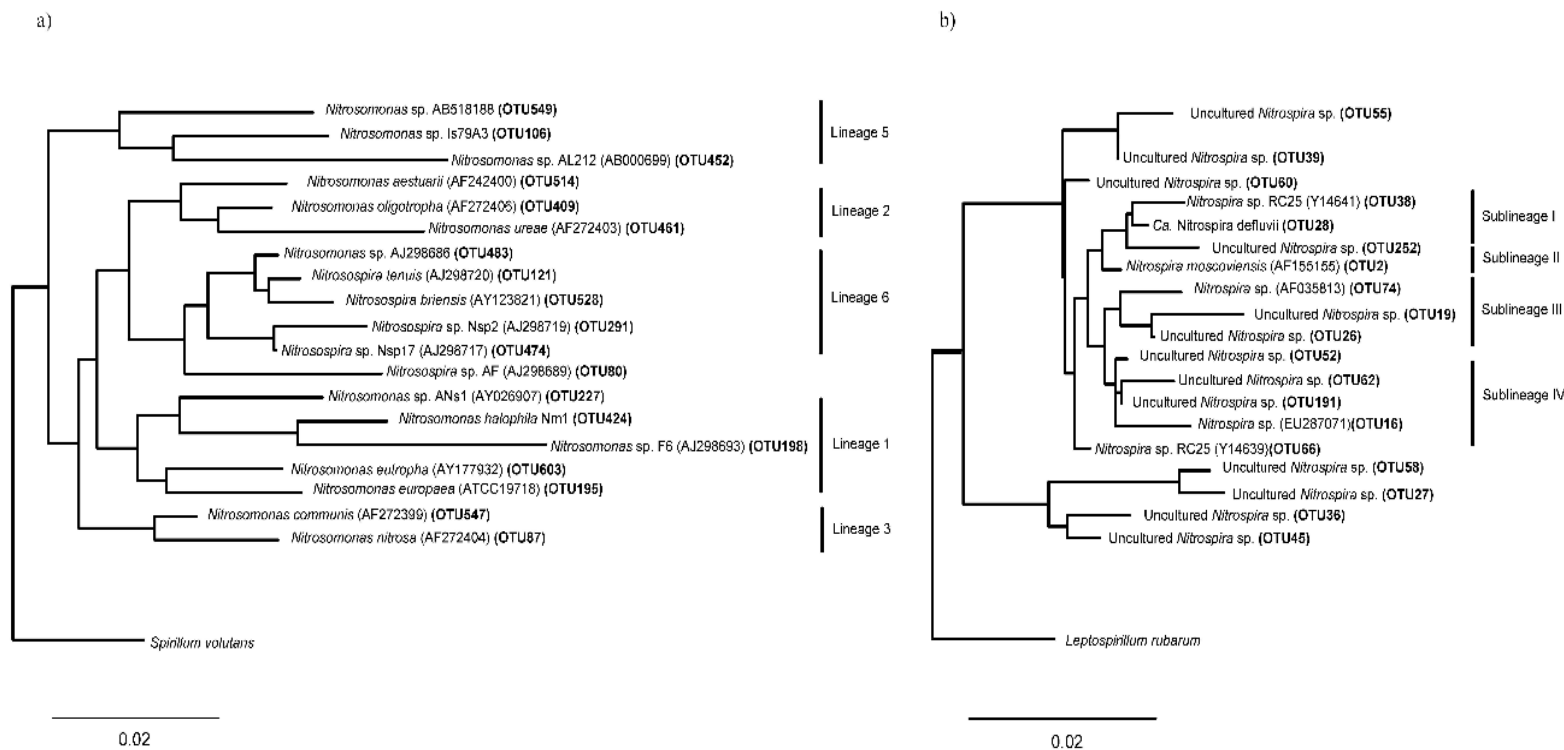 a)
Nitrosomonas sp. AB518188 (OTU549)
Nitrosomonas sp. Is79A3 (OTU106)
Nitrosomonas sp. AL212 (AB000699) (OTU452)
Lineage 5
Nitrosomonas aestuarii (AF242400) (OTU514)
Nitrosomonas oligotropha (AF272406) (OTU409)
Nitrosomonas ureae (AF272403) (OTU461)
Lineage 2
Nitrosomonas sp. AJ298686 (OTU483)
Nitrosospira tenuis (AJ298720) (OTU121)
Nitrosospira briensis (AY123821) (OTU528)
Nitrosospira sp. Nsp2 (AJ298719) (OTU291)
Nitrosospira sp. Nsp17 (AJ298717) (OTU474)
Nitrosospira sp. AF (AJ298689) (OTU80)
Lineage 6
Nitrosomonas sp. ANs1 (AY026907) (OTU227)
Nitrosomonas halophila Nm1 (OTU424)
Nitrosomonas sp. F6 (AJ298693) (OTU198)
Nitrosomonas eutropha (AY177932) (OTU603)
Nitrosomonas europaea (ATCC19718) (OTU195)
Lineage 1
Nitrosomonas communis (AF272399) (OTU547)
Nitrosomonas nitrosa (AF272404) (OTU87)
Lineage 3
Spirillum volutans
0.02
b)
Uncultured Nitrospira sp. (OTU55)
Uncultured Nitrospira sp. (OTU39)
Uncultured Nitrospira sp. (OTU60)
Nitrospira sp. RC25 (Y14641) (OTU38)
Ca. Nitrospira defluvii (OTU28)
Uncultured Nitrospira sp. (OTU252)
Sublineage I
Nitrospira moscoviensis (AF155155) (OTU2)
Sublineage II
Nitrospira sp. (AF035813) (OTU74)
Uncultured Nitrospira sp. (OTU19)
Uncultured Nitrospira sp. (OTU26)
Sublineage III
Uncultured Nitrospira sp. (OTU52)
Uncultured Nitrospira sp. (OTU62)
Uncultured Nitrospira sp. (OTU191)
Nitrospira sp. (EU287071)(OTU16)
Sublineage IV
Nitrospira sp. RC25 (Y14639)(OTU66)
Uncultured Nitrospira sp. (OTU58)
Uncultured Nitrospira sp. (OTU27)
Uncultured Nitrospira sp. (OTU36)
Uncultured Nitrospira sp. (OTU45)
Leptospirillum rubarum
0.02